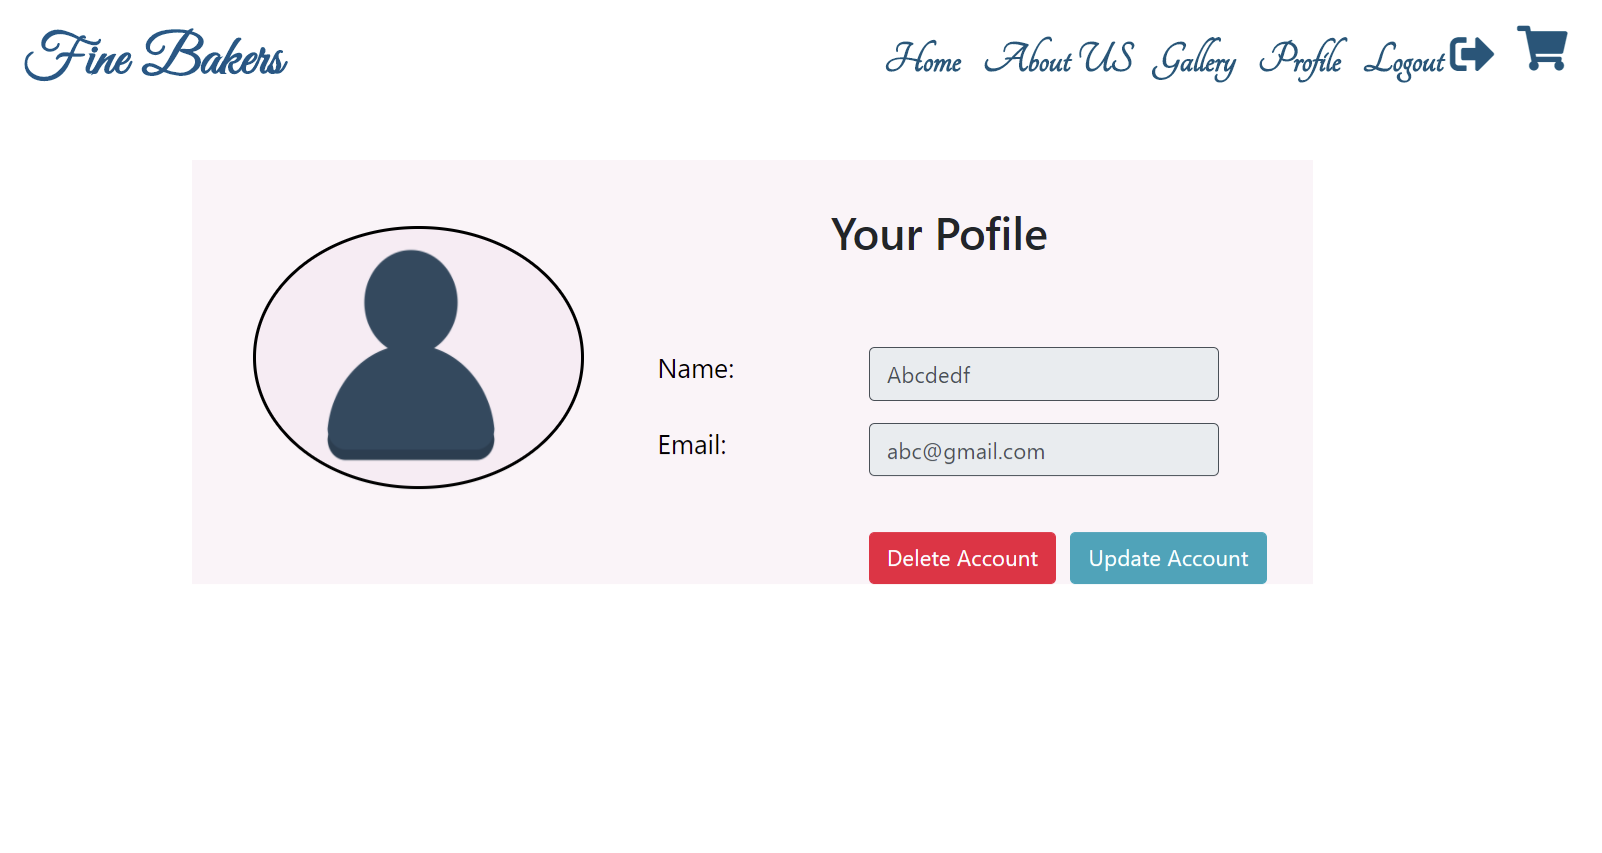 Fine Bakers
Home About US Gallery Profile Logout
Your Pofile
Name: Abcdedf
Email: abc@gmail.com
Delete Account Update Account